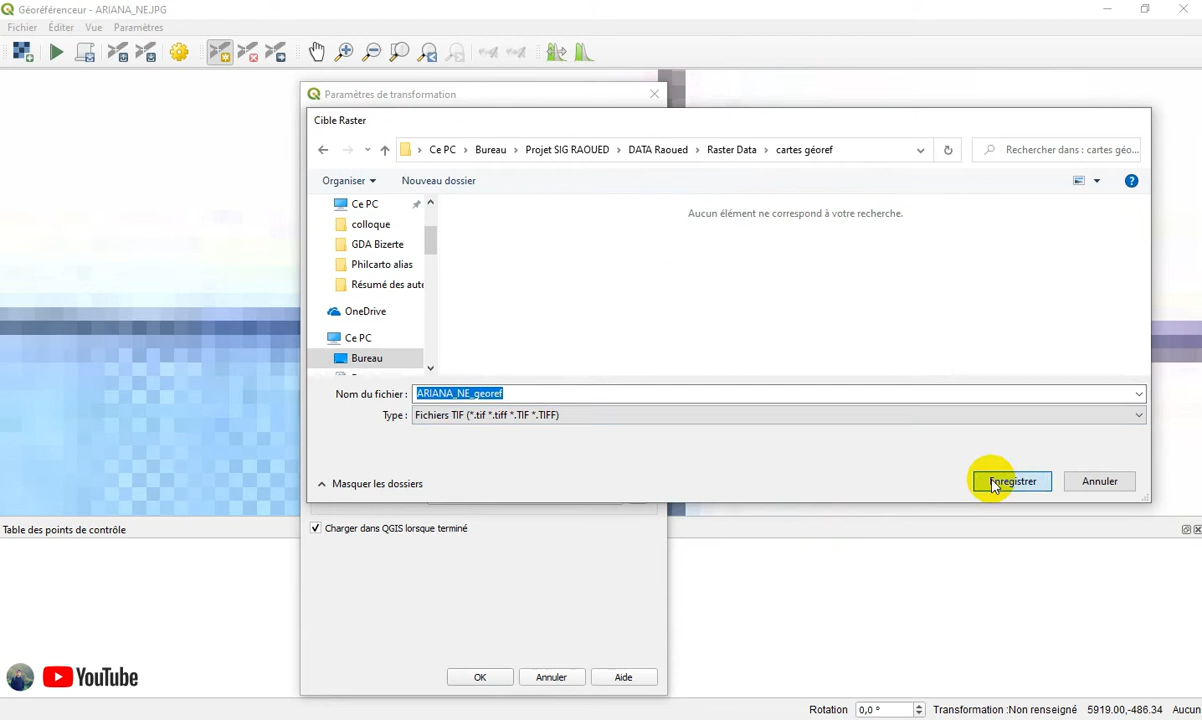 Géoréférenceur - ARIANA_NE.JPG
Fichier Éditer Vue Paramètres
Paramètres de transformation
Cible Raster
Ce PC > Bureau > Projet SIG RAOUED > DATA Raoued > Raster Data > cartes géoref
Rechercher dans : cartes géo...
Organiser Nouveau dossier
Ce PC
colloque
GDA Bizerte
Philcarto alias
Résumé des aute
OneDrive
Ce PC
Bureau
Aucun élément ne correspond à votre recherche.
Nom du fichier : ARIANA_NE_georef
Type : Fichiers TIF (*.tif *.tiff *.TIF *.TIFF)
Masquer les dossiers
Enregistrer Annuler
Table des points de contrôle
Charger dans QGIS lorsque terminé
OK Annuler Aide
YouTube
Rotation 0,0 ° Transformation :Non renseigné 5919.00,-486.34 Aucun